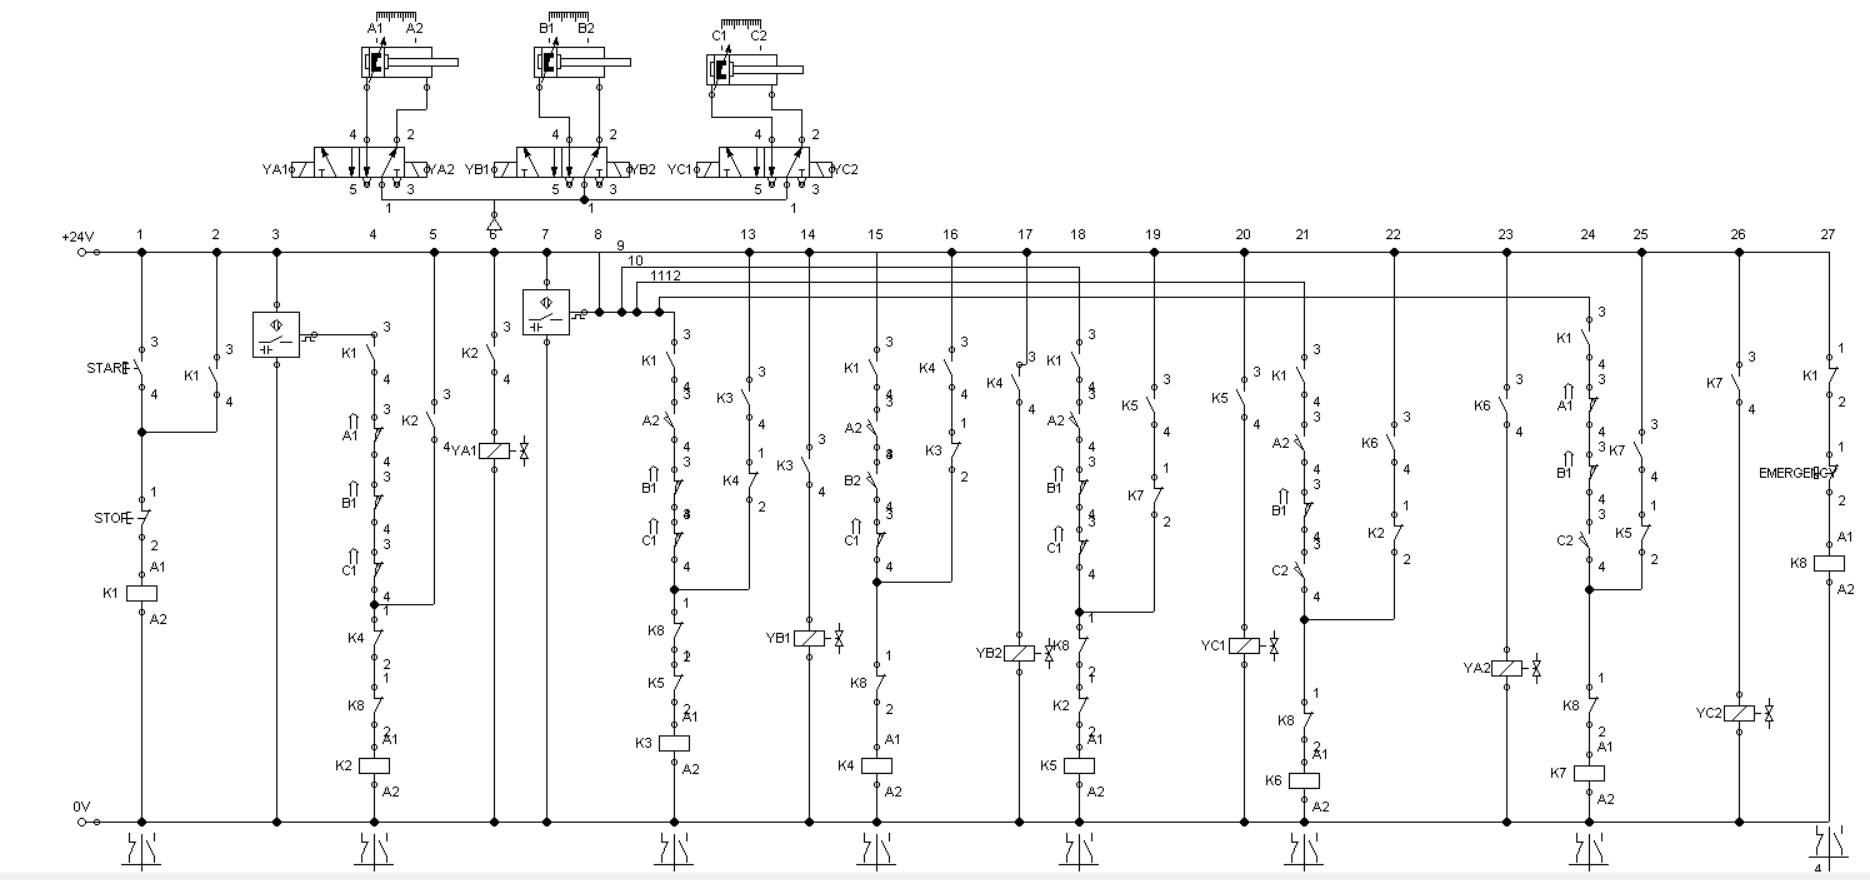 A1 A2 B1 B2 C1 C2
4 2 4 2 4 2
YA1 YA2 YB1 YB2 YC1 YC2
5 3 5 3 5 3
1 1 1
+24V 1 2 3 4 5 6 7 8 9 10 1112 13 14 15 16 17 18 19 20 21 22 23 24 25 26 27
START 3 4
K1 3 4
STOP 1 2
K1 A1 A2
K1 3 4
A1 3 4
B1 3 4
C1 3 4
K4 1 2
K8 1 2
K2 A1 A2
K2 3 4
K2 3 4
YA1
K1 3 4
A2 3 4
B1 3 4
C1 3 4
K8 1 2
K5 1 2
K3 A1 A2
K3 3 4
K4 1 2
K3 3 4
YB1
K1 3 4
A2 3 4
B2 3 4
C1 3 4
K8 1 2
K4 A1 A2
K4 3 4
K3 1 2
K4 3 4
YB2
K1 3 4
A2 3 4
B1 3 4
C1 3 4
K8 1 2
K2 1 2
K5 A1 A2
K5 3 4
K7 1 2
K5 3 4
YC1
K1 3 4
A2 3 4
B1 3 4
C2 3 4
K8 1 2
K6 A1 A2
K6 3 4
K2 1 2
K6 3 4
YA2
K1 3 4
A1 3 4
B1 3 4
C2 3 4
K8 1 2
K7 A1 A2
K7 3 4
K5 1 2
K7 3 4
YC2
K1 1 2
EMERGENCY 1 2
K8 A1 A2
0V
4